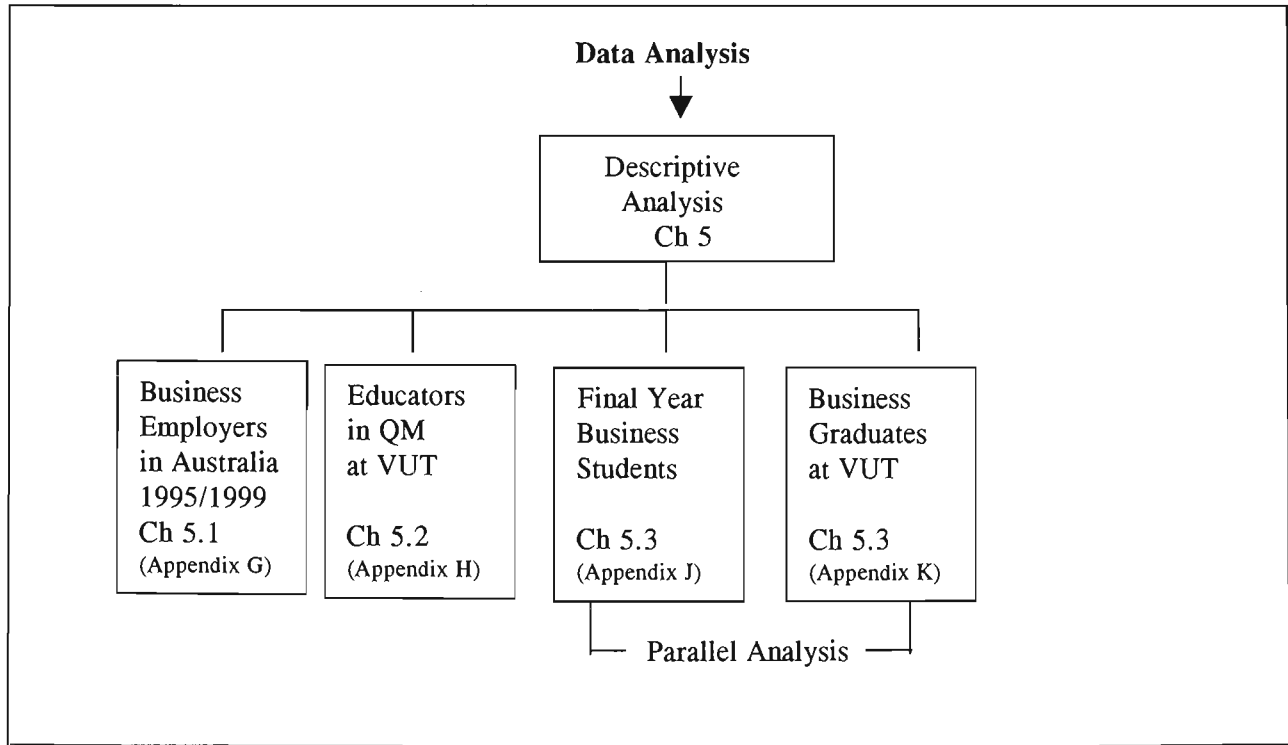 Data Analysis
Descriptive
Analysis
Ch 5
Business
Employers
in Australia
1995/1999
Ch 5.1
(Appendix G)
Educators
in QM
at VUT
Ch 5.2
(Appendix H)
Final Year
Business
Students
Ch 5.3
(Appendix J)
Business
Graduates
at VUT
Ch 5.3
(Appendix K)
Parallel Analysis